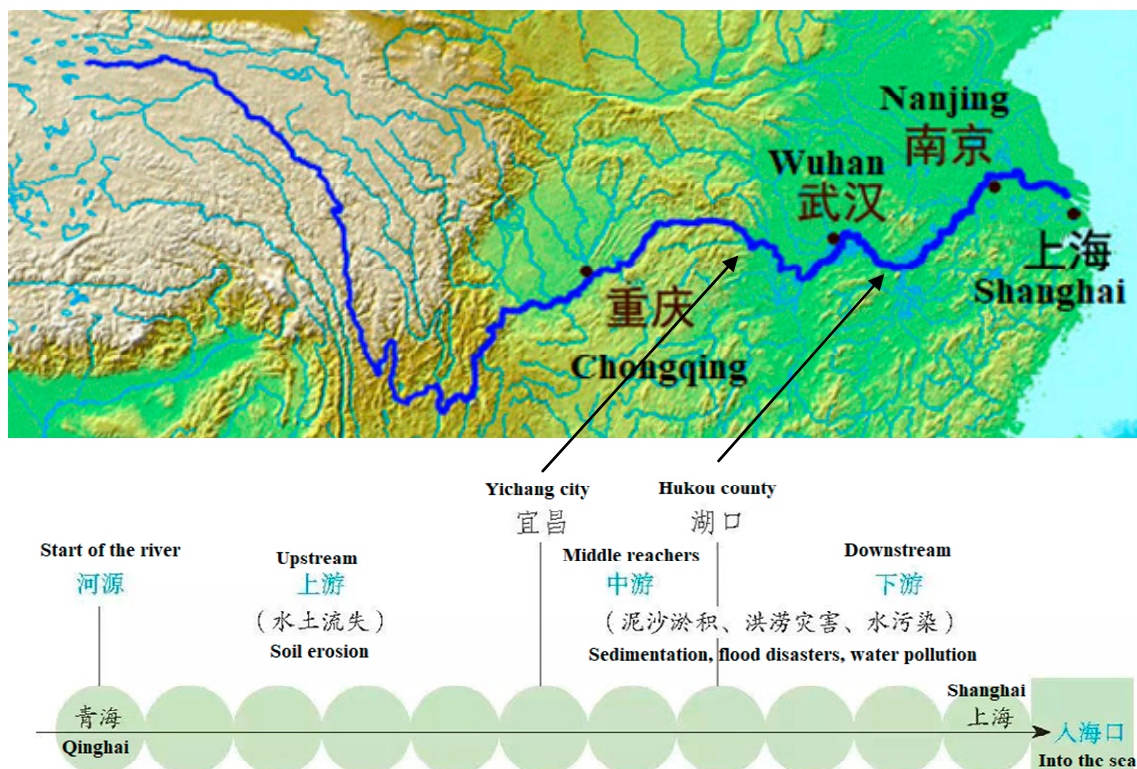 Nanjing
南京
Wuhan
武汉
上海
Shanghai
重庆
Chongqing
Yichang city
宜昌
Hukou county
湖口
Start of the river
河源
Upstream
上游
(水土流失)
Soil erosion
Middle reachers
中游
Downstream
下游
(泥沙淤积、洪涝灾害、水污染)
Sedimentation, flood disasters, water pollution
青海
Qinghai
Shanghai
上海
入海口
Into the sea